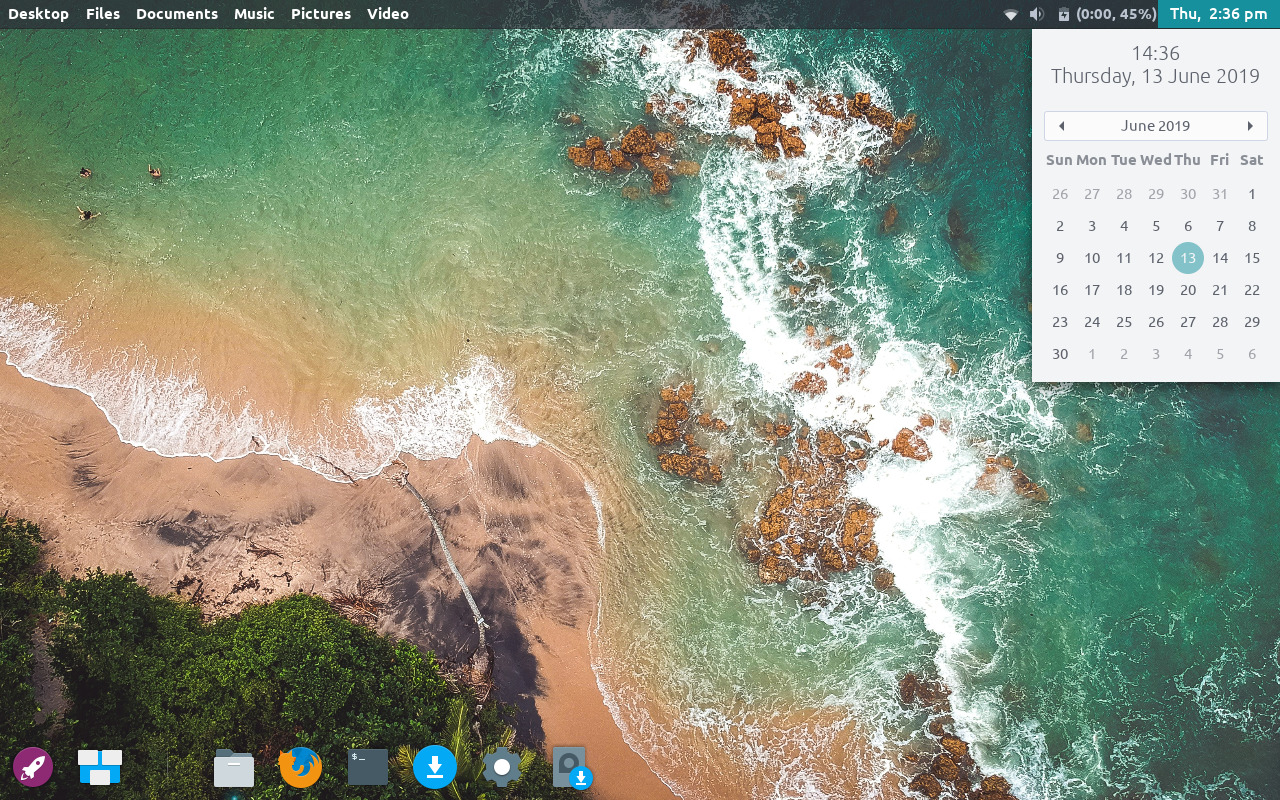 Desktop Files Documents Music Pictures Video (0:00, 45%) Thu, 2:36 pm
14:36
Thursday, 13 June 2019
June 2019
Sun Mon Tue Wed Thu Fri Sat
26 27 28 29 30 31 1
2 3 4 5 6 7 8
9 10 11 12 13 14 15
16 17 18 19 20 21 22
23 24 25 26 27 28 29
30 1 2 3 4 5 6
$_